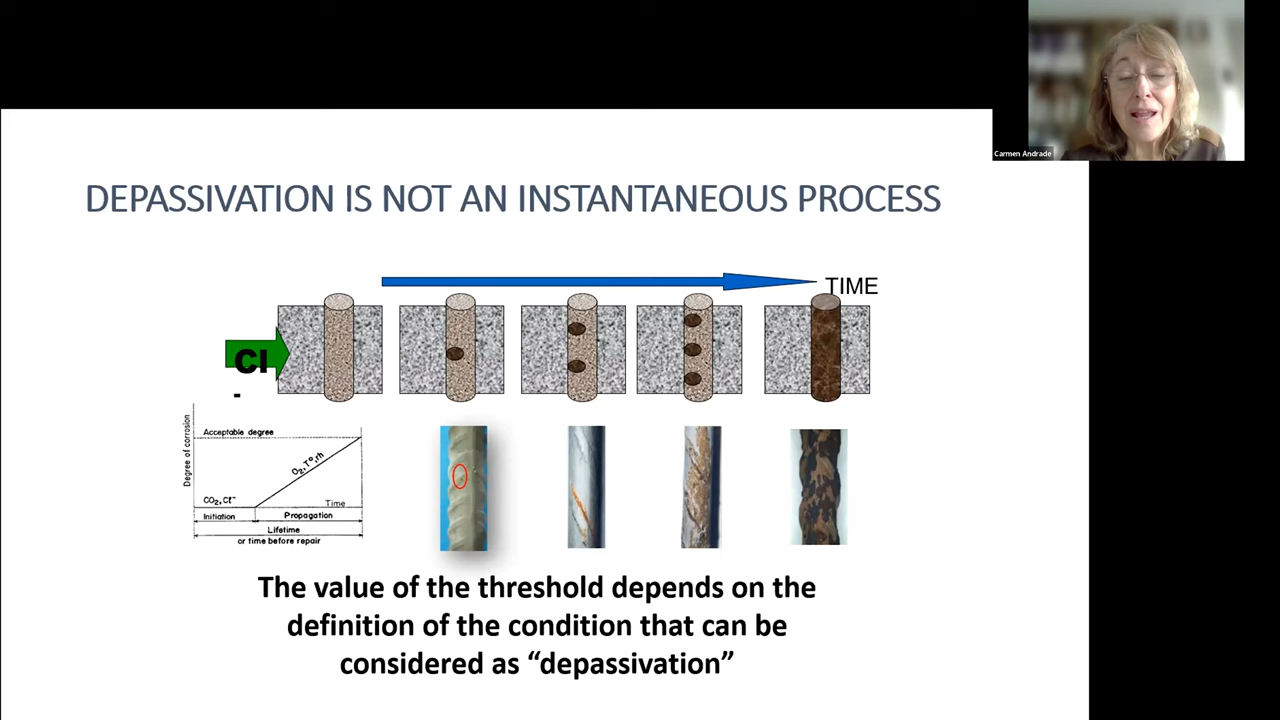 Carmen Andrade
DEPASSIVATION IS NOT AN INSTANTANEOUS PROCESS
TIME
Cl
-
Degree of corrosion
Acceptable degree
O₂,T°,rh
CO₂,Cℓ⁻
Time
Initiation
Propagation
Lifetime
or time before repair
The value of the threshold depends on the
definition of the condition that can be
considered as “depassivation”